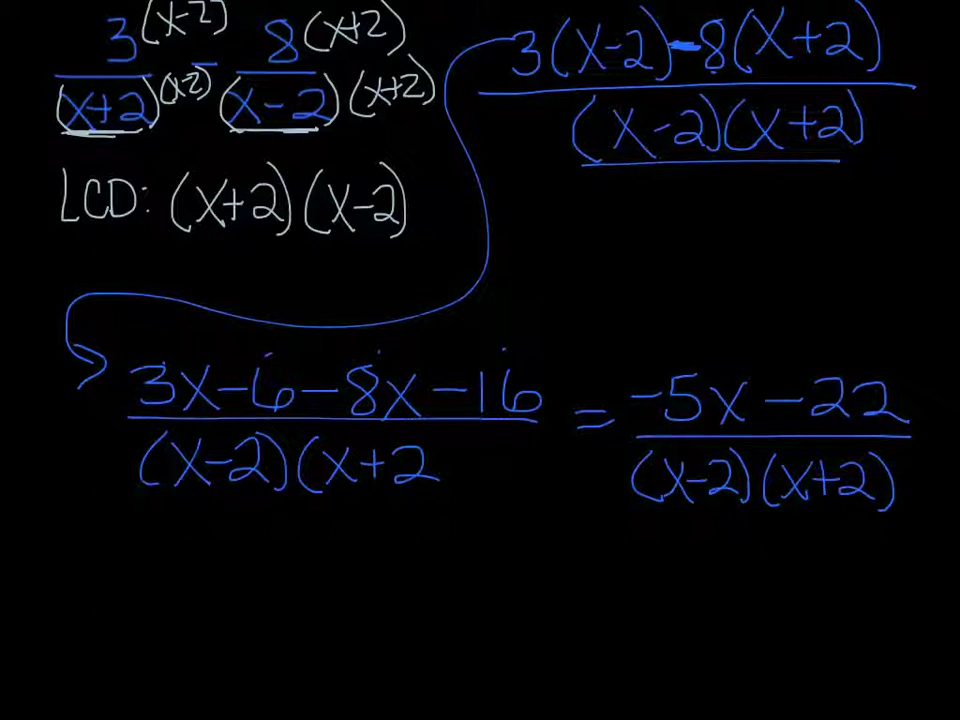 3(x-2) - 8(x+2)
(x+2)(x-2) (x-2)(x+2)
LCD: (x+2)(x-2)
3(x-2)-8(x+2)
(x-2)(x+2)
3x-6-8x-16
(x-2)(x+2
= -5x-22
(x-2)(x+2)